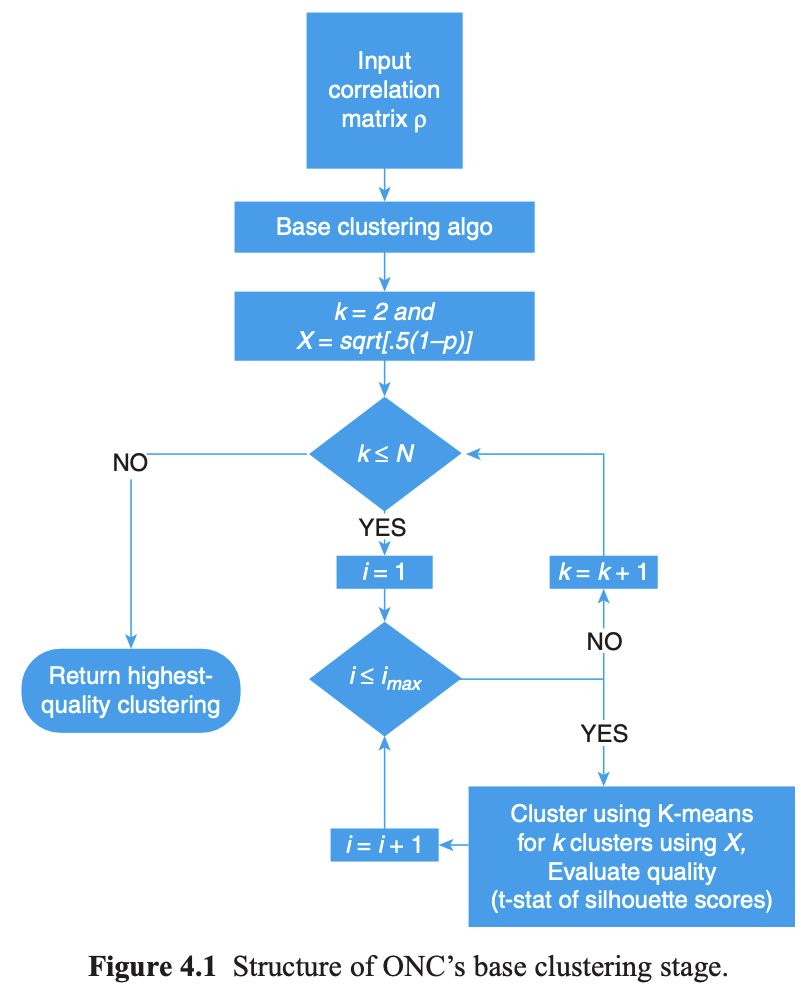 Input
correlation
matrix ρ
Base clustering algo
k = 2 and
X = sqrt[.5(1–p)]
k ≤ N
NO
YES
i = 1
k = k + 1
i ≤ imax
NO
Return highest-
quality clustering
YES
i = i + 1
Cluster using K-means
for k clusters using X,
Evaluate quality
(t-stat of silhouette scores)
Figure 4.1 Structure of ONC's base clustering stage.